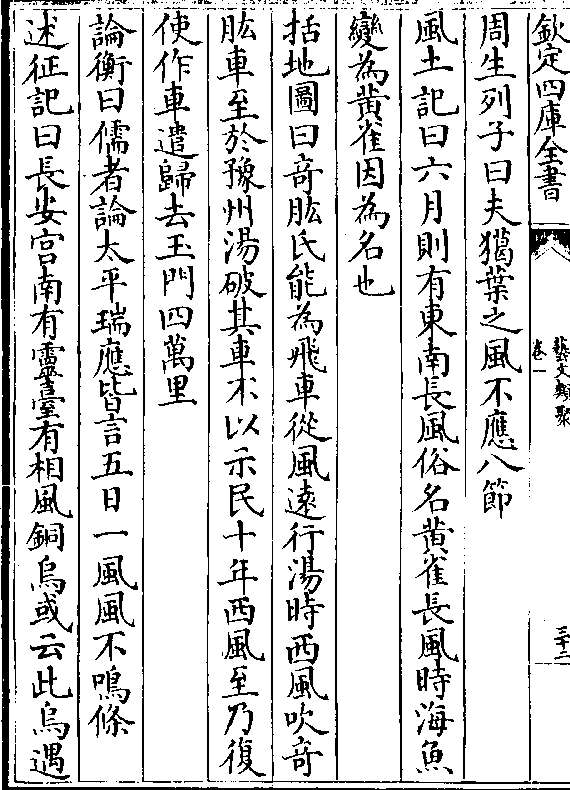 欽定四庫全書
藝文類聚
卷一
三十二
周生列子曰夫獦葉之風不應八節
風土記曰六月則有東南長風俗名黄雀長風時海魚
變為黄雀因為名也
括地圖曰竒肱氏能為飛車從風遠行湯時西風吹竒
肱車至於豫州湯破其車不以示民十年西風至乃復
使作車遣歸去玉門四萬里
論衡曰儒者論太平瑞應皆言五日一風風不鳴條
述征記曰長安宫南有靈臺有相風銅烏或云此烏遇